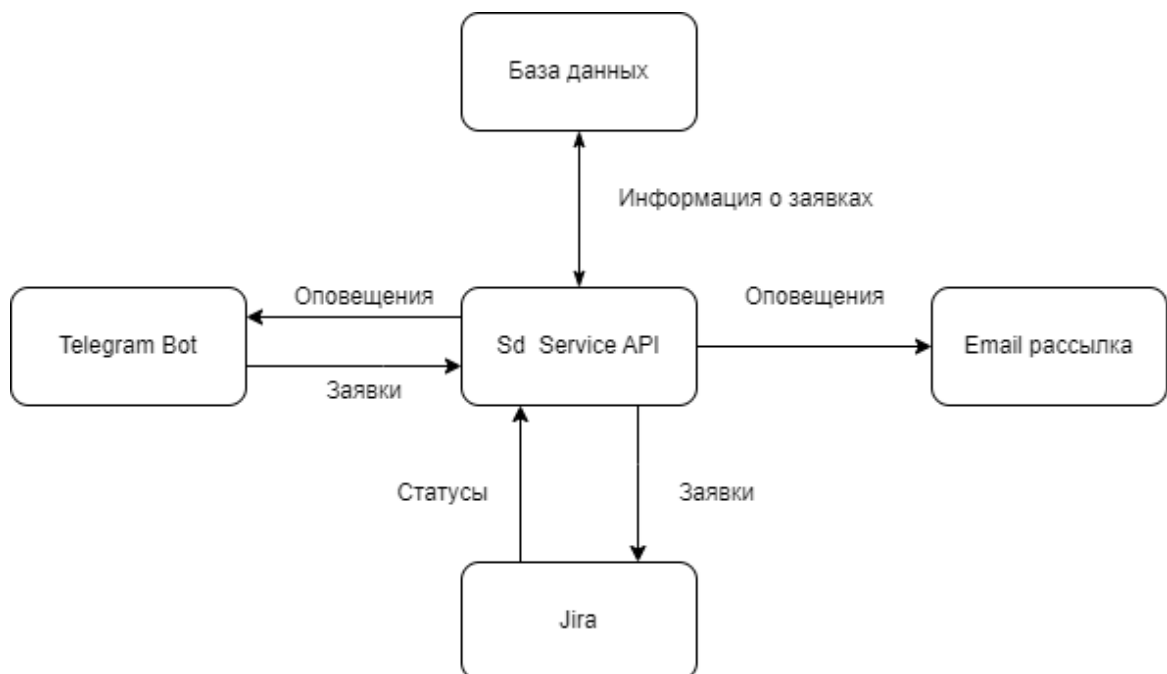 База данных
Информация о заявках
Оповещения
Оповещения
Telegram Bot
Sd Service API
Email рассылка
Заявки
Статусы
Заявки
Jira